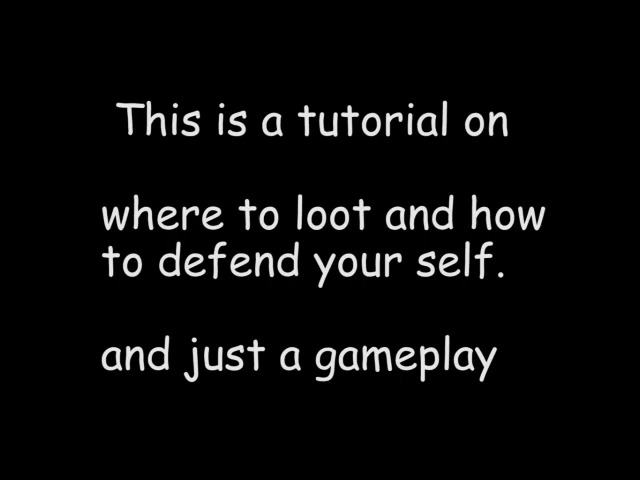 This is a tutorial on
where to loot and how
to defend your self.
and just a gameplay